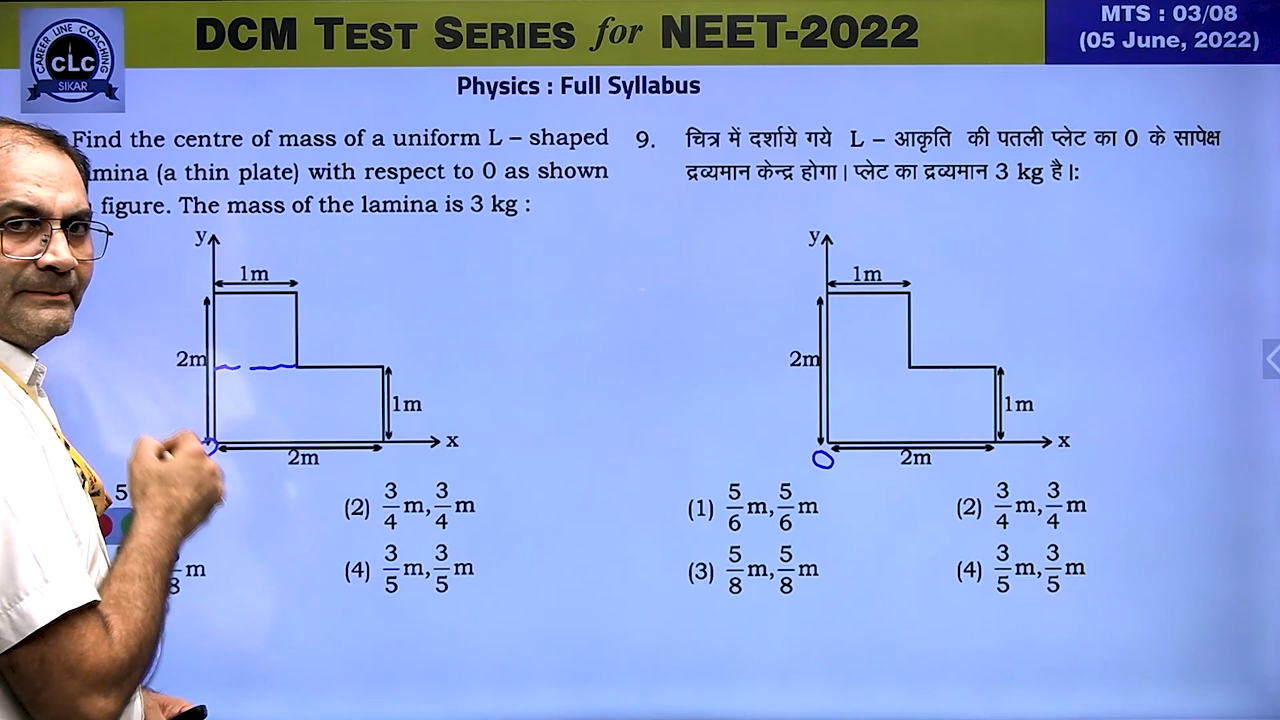 DCM TEST SERIES for NEET-2022
MTS : 03/08
(05 June, 2022)
CAREER LINE COACHING
CLC
SIKAR
Physics : Full Syllabus
Find the centre of mass of a uniform L – shaped
mina (a thin plate) with respect to 0 as shown
figure. The mass of the lamina is 3 kg :
y
1m
2m
1m
x
2m
5
(2) 3/4 m, 3/4 m
8 m
(4) 3/5 m, 3/5 m
9. चित्र में दर्शाये गये L – आकृति की पतली प्लेट का 0 के सापेक्ष
द्रव्यमान केन्द्र होगा। प्लेट का द्रव्यमान 3 kg है।:
y
1m
2m
1m
x
O
2m
(1) 5/6 m, 5/6 m
(2) 3/4 m, 3/4 m
(3) 5/8 m, 5/8 m
(4) 3/5 m, 3/5 m